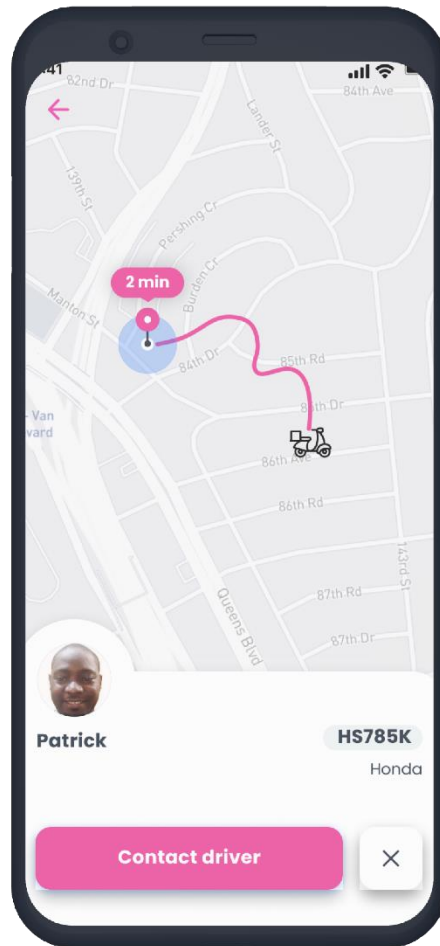 :41
82nd Dr
84th Ave
Lander St
139th St
Pershing Cr
Burden Cr
2 min
Manton St
84th Dr
85th Rd
85th Dr
- Van
vard
86th Ave
86th Rd
143rd St
87th Rd
Queens Blvd
87th Dr
Patrick
HS785K
Honda
Contact driver